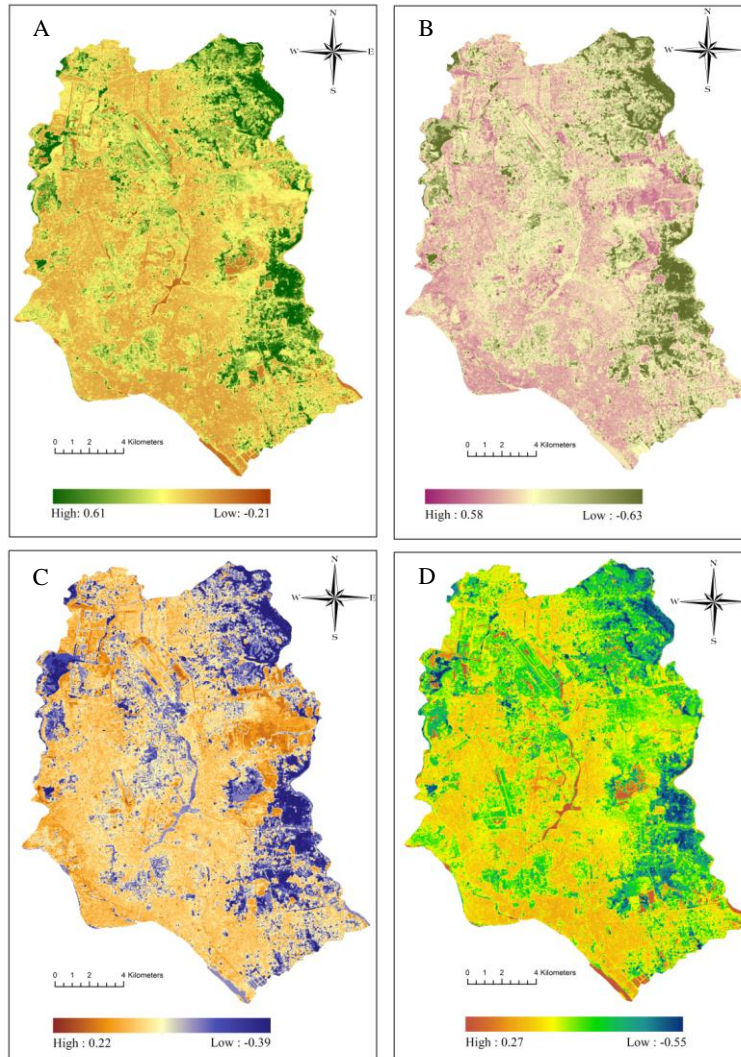 A
N
W E
S
0 1 2 4 Kilometers
High: 0.61 Low: -0.21
B
N
W E
S
0 1 2 4 Kilometers
High : 0.58 Low : -0.63
C
N
W E
S
0 1 2 4 Kilometers
High : 0.22 Low : -0.39
D
N
W E
S
0 1 2 4 Kilometers
High : 0.27 Low : -0.55